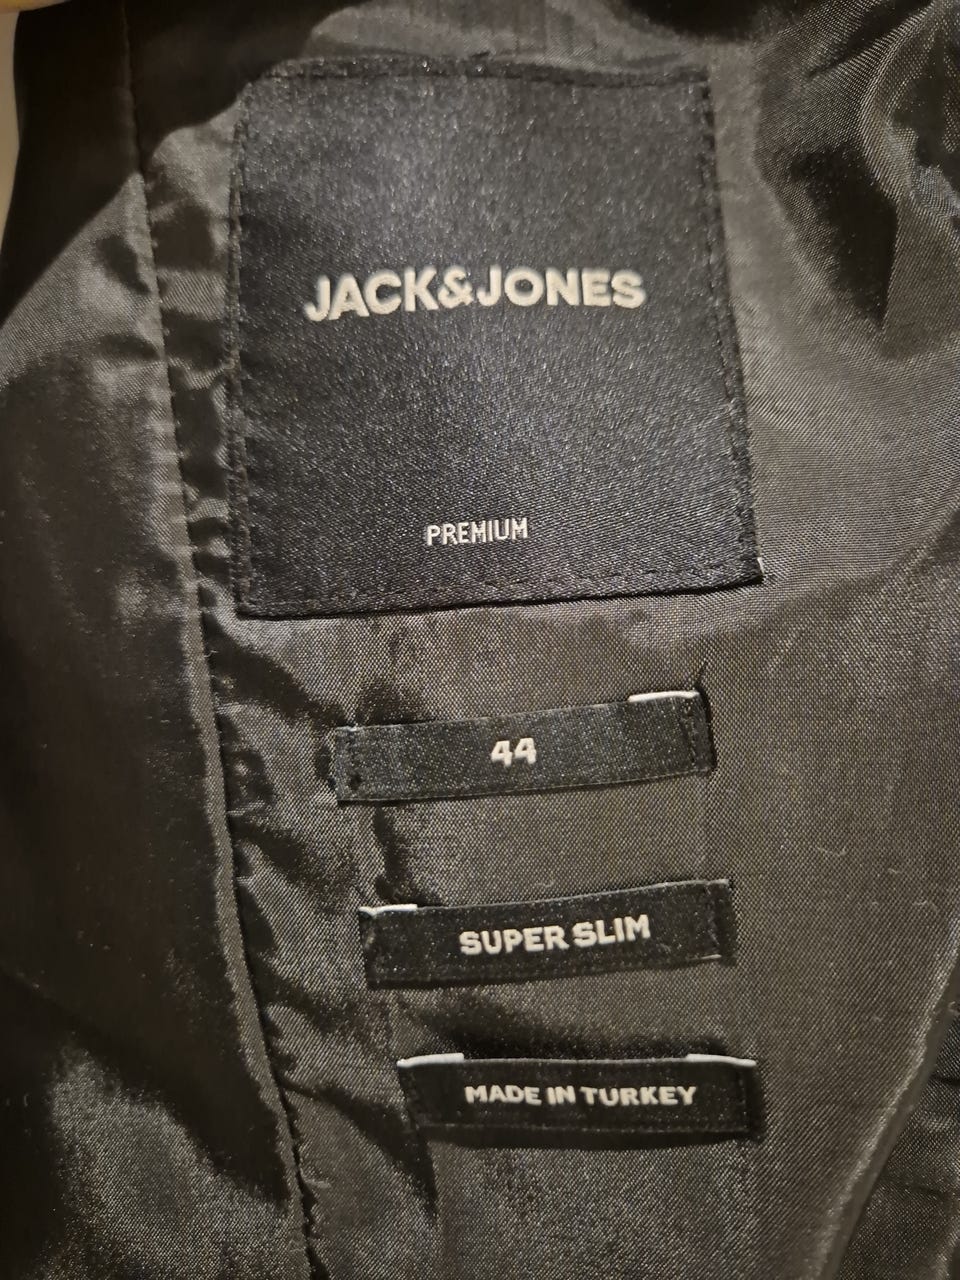 JACK&JONES
PREMIUM
44
SUPER SLIM
MADE IN TURKEY